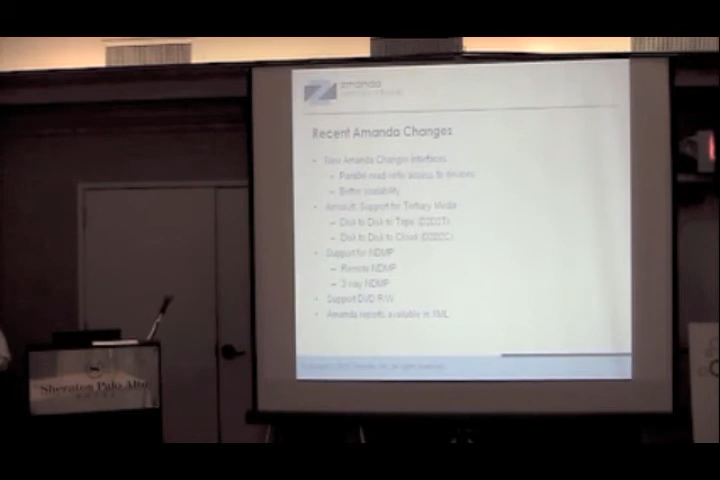 zmanda
Recent Amanda Changes
• New Amanda Changer Interfaces
– Parallel read-write access to devices
– Better scalability
• Amvault: Support for Tertiary Media
– Disk to Disk to Tape (D2D2T)
– Disk to Disk to Cloud (D2D2C)
• Support for NDMP
– Remote NDMP
– 3-way NDMP
• Support DVD R/W
• Amanda reports available in XML
Sheraton Palo Alto
HOTEL